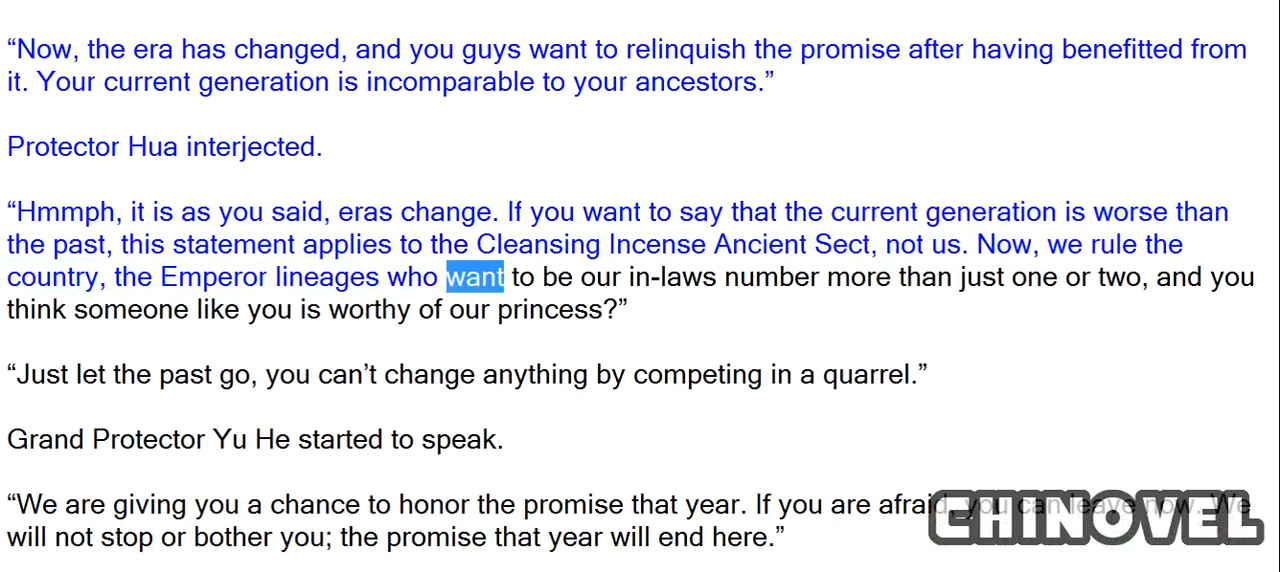 “Now, the era has changed, and you guys want to relinquish the promise after having benefitted from
it. Your current generation is incomparable to your ancestors.”
Protector Hua interjected.
“Hmmph, it is as you said, eras change. If you want to say that the current generation is worse than
the past, this statement applies to the Cleansing Incense Ancient Sect, not us. Now, we rule the
country, the Emperor lineages who want to be our in-laws number more than just one or two, and you
think someone like you is worthy of our princess?”
“Just let the past go, you can’t change anything by competing in a quarrel.”
Grand Protector Yu He started to speak.
“We are giving you a chance to honor the promise that year. If you are afraid, you can leave now. We
will not stop or bother you; the promise that year will end here.”
CHINOVEL